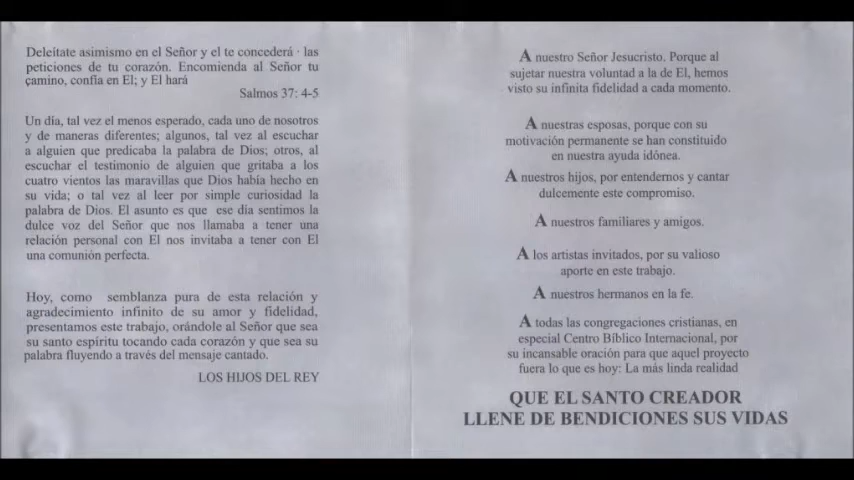 Deleítate asimismo en el Señor y el te concederá · las
peticiones de tu corazón. Encomienda al Señor tu
camino, confía en El; y El hará
Salmos 37: 4-5
Un día, tal vez el menos esperado, cada uno de nosotros
y de maneras diferentes; algunos, tal vez al escuchar
a alguien que predicaba la palabra de Dios; otros, al
escuchar el testimonio de alguien que gritaba a los
cuatro vientos las maravillas que Dios había hecho en
su vida; o tal vez al leer por simple curiosidad la
palabra de Dios. El asunto es que ese día sentimos la
dulce voz del Señor que nos llamaba a tener una
relación personal con El nos invitaba a tener con El
una comunión perfecta.
Hoy, como semblanza pura de esta relación y
agradecimiento infinito de su amor y fidelidad,
presentamos este trabajo, orándole al Señor que sea
su santo espíritu tocando cada corazón y que sea su
palabra fluyendo a través del mensaje cantado.
LOS HIJOS DEL REY
A nuestro Señor Jesucristo. Porque al
sujetar nuestra voluntad a la de El, hemos
visto su infinita fidelidad a cada momento.
A nuestras esposas, porque con su
motivación permanente se han constituido
en nuestra ayuda idónea.
A nuestros hijos, por entendernos y cantar
dulcemente este compromiso.
A nuestros familiares y amigos.
A los artistas invitados, por su valioso
aporte en este trabajo.
A nuestros hermanos en la fe.
A todas las congregaciones cristianas, en
especial Centro Bíblico Internacional, por
su incansable oración para que aquel proyecto
fuera lo que es hoy: La más linda realidad
QUE EL SANTO CREADOR
LLENE DE BENDICIONES SUS VIDAS